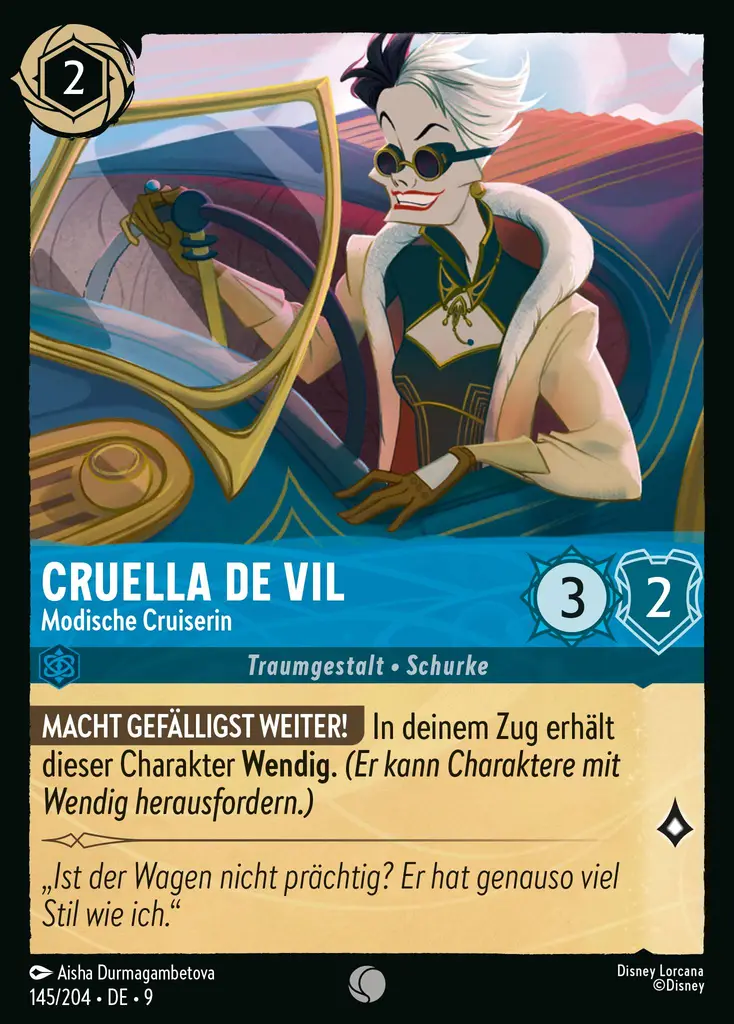 2
CRUELLA DE VIL
Modische Cruiserin
3
2
Traumgestalt • Schurke
MACHT GEFÄLLIGST WEITER! In deinem Zug erhält
dieser Charakter Wendig. (Er kann Charaktere mit
Wendig herausfordern.)
„Ist der Wagen nicht prächtig? Er hat genauso viel
Stil wie ich.“
Aisha Durmagambetova
145/204 • DE • 9
Disney Lorcana
©Disney